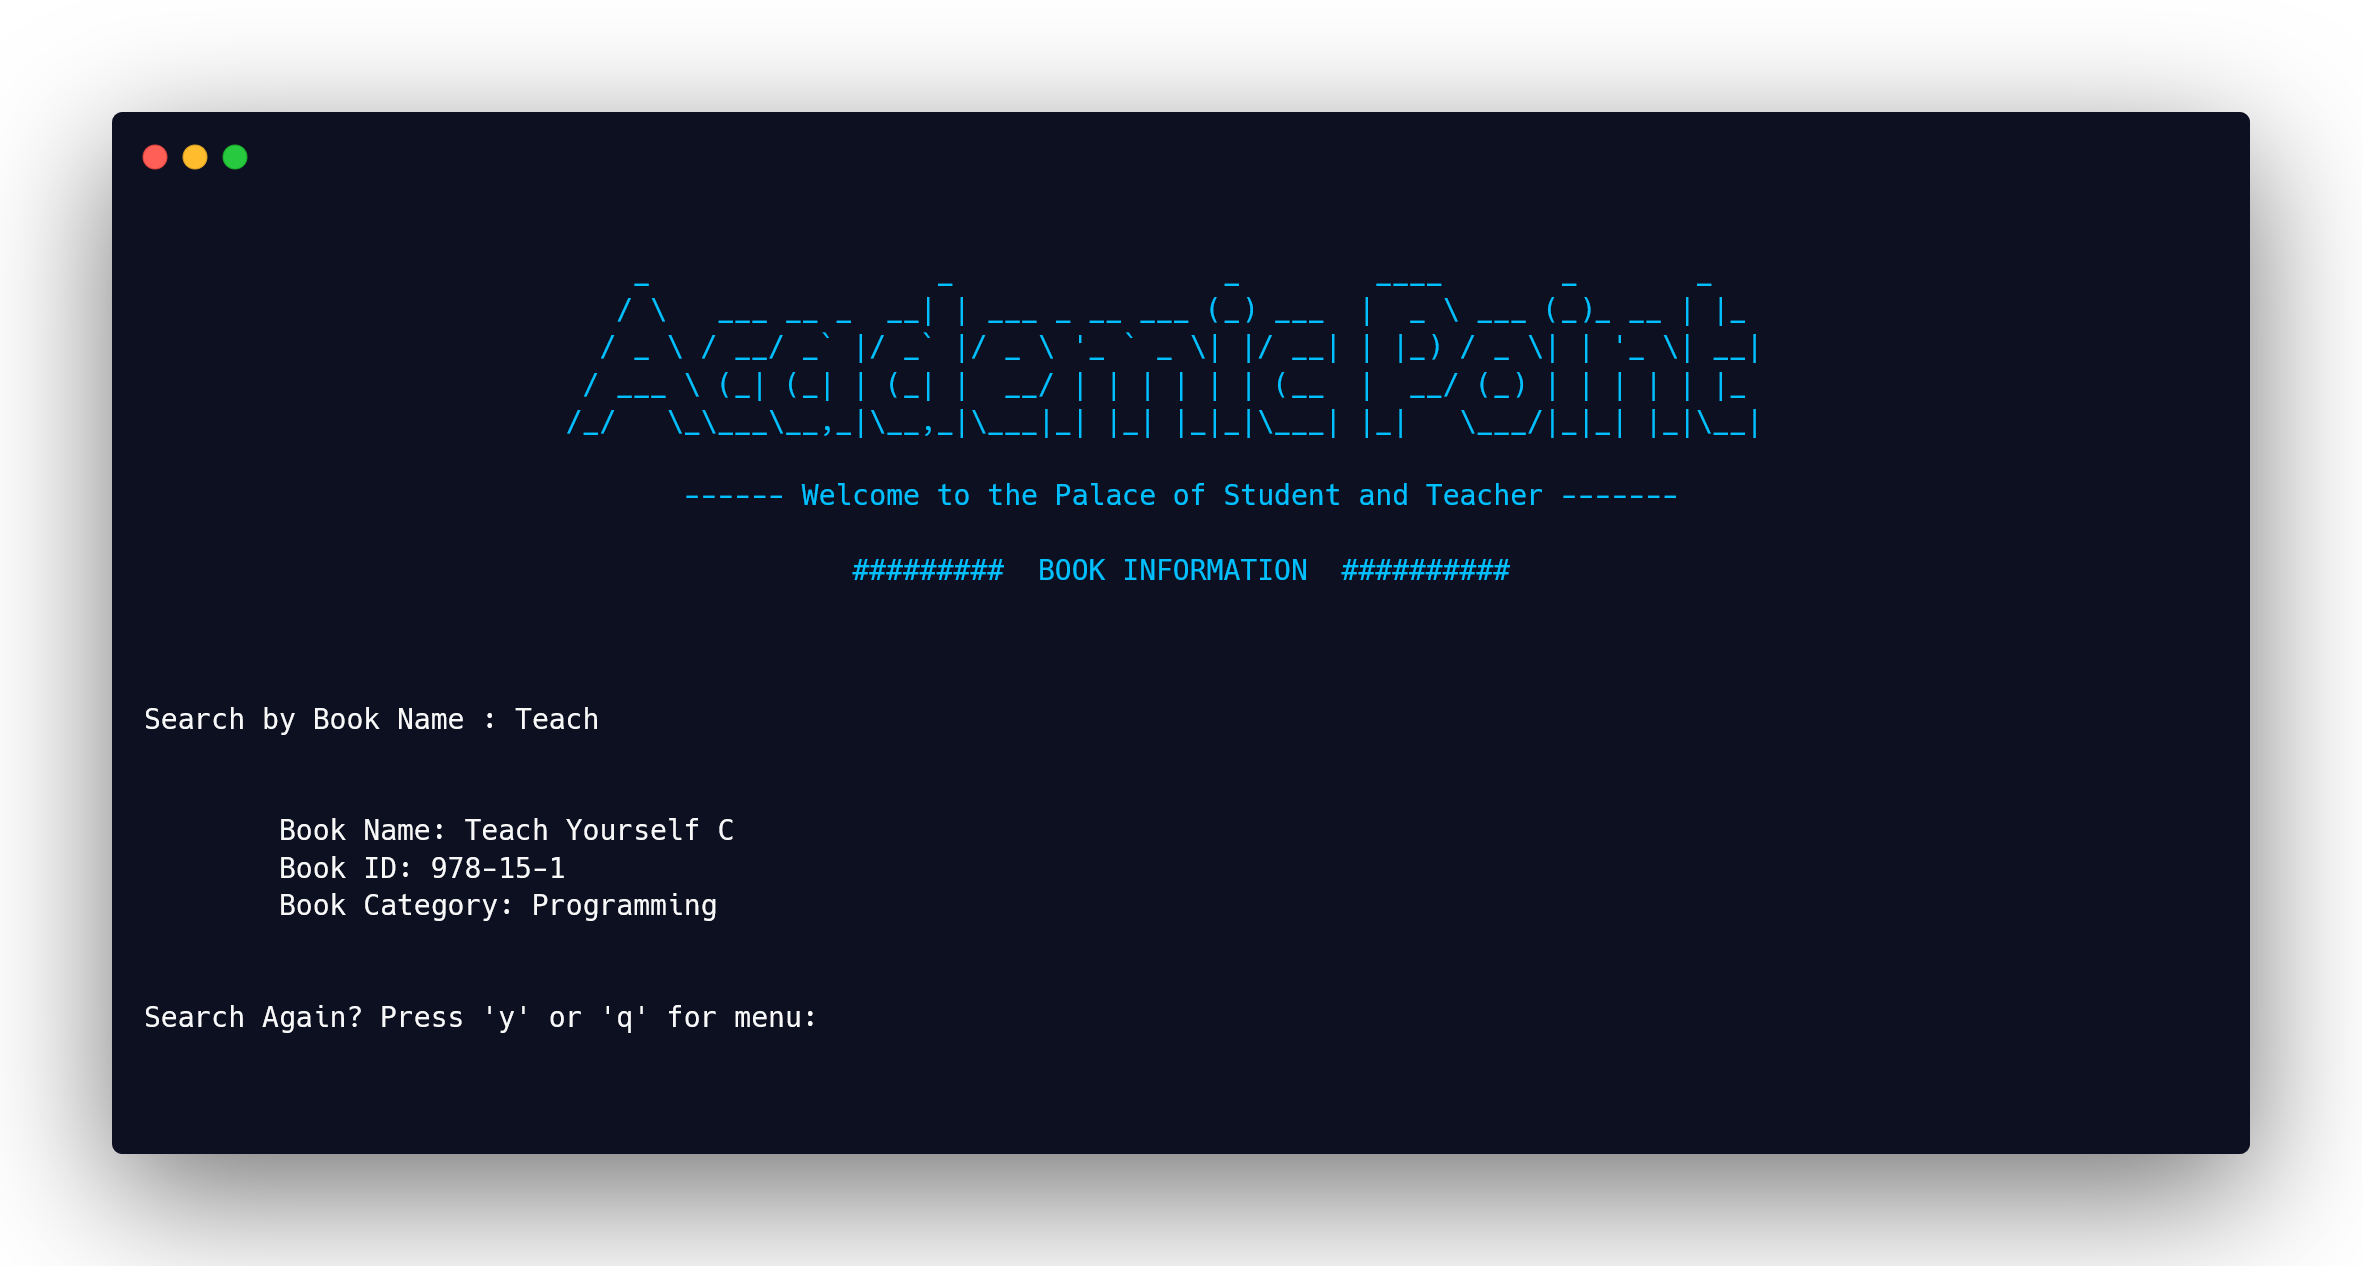 Academic Point
------ Welcome to the Palace of Student and Teacher -------
#########  BOOK INFORMATION  ##########
Search by Book Name : Teach
Book Name: Teach Yourself C
Book ID: 978-15-1
Book Category: Programming
Search Again? Press 'y' or 'q' for menu: